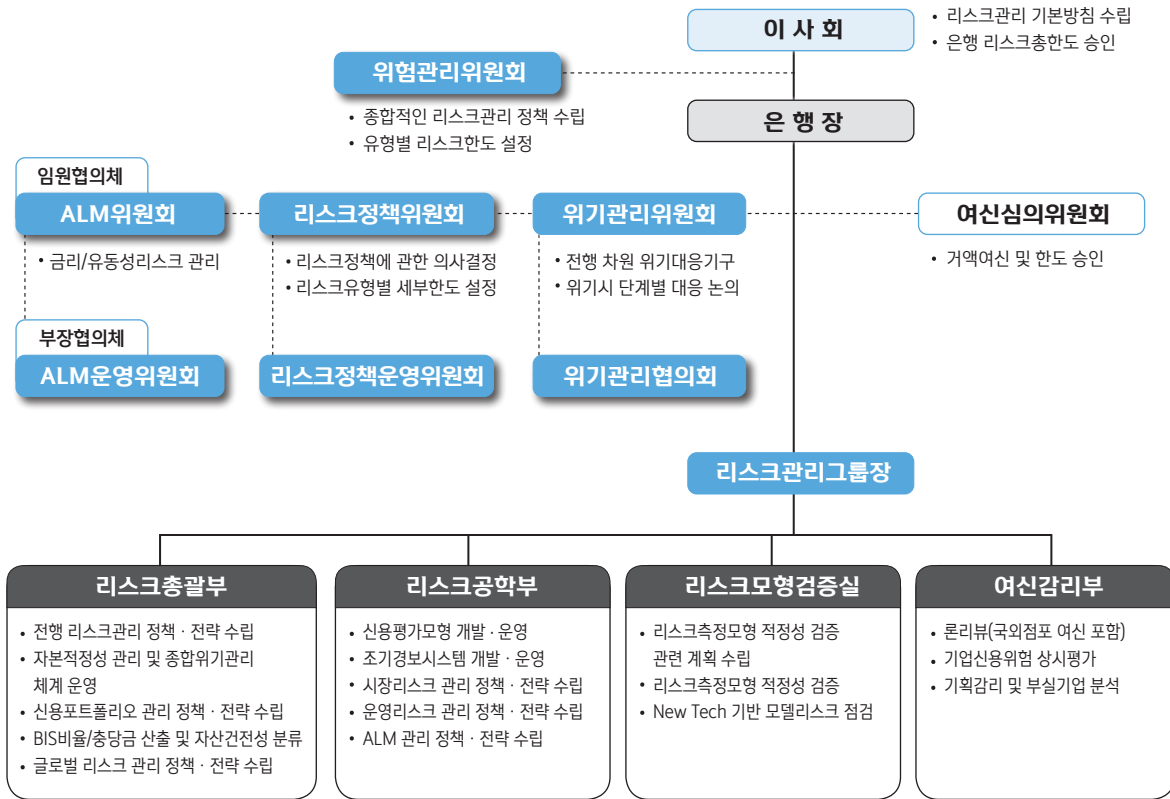 이 사 회
• 리스크관리 기본방침 수립
• 은행 리스크총한도 승인
위험관리위원회
• 종합적인 리스크관리 정책 수립
• 유형별 리스크한도 설정
은 행 장
임원협의체
ALM위원회
• 금리/유동성리스크 관리
리스크정책위원회
• 리스크정책에 관한 의사결정
• 리스크유형별 세부한도 설정
위기관리위원회
• 전행 차원 위기대응기구
• 위기시 단계별 대응 논의
여신심의위원회
• 거액여신 및 한도 승인
부장협의체
ALM운영위원회
리스크정책운영위원회
위기관리협의회
리스크관리그룹장
리스크총괄부
• 전행 리스크관리 정책 · 전략 수립
• 자본적정성 관리 및 종합위기관리
체계 운영
• 신용포트폴리오 관리 정책 · 전략 수립
• BIS비율/충당금 산출 및 자산건전성 분류
• 글로벌 리스크 관리 정책 · 전략 수립
리스크공학부
• 신용평가모형 개발 · 운영
• 조기경보시스템 개발 · 운영
• 시장리스크 관리 정책 · 전략 수립
• 운영리스크 관리 정책 · 전략 수립
• ALM 관리 정책 · 전략 수립
리스크모형검증실
• 리스크측정모형 적정성 검증
관련 계획 수립
• 리스크측정모형 적정성 검증
• New Tech 기반 모델리스크 점검
여신감리부
• 론리뷰(국외점포 여신 포함)
• 기업신용위험 상시평가
• 기획감리 및 부실기업 분석